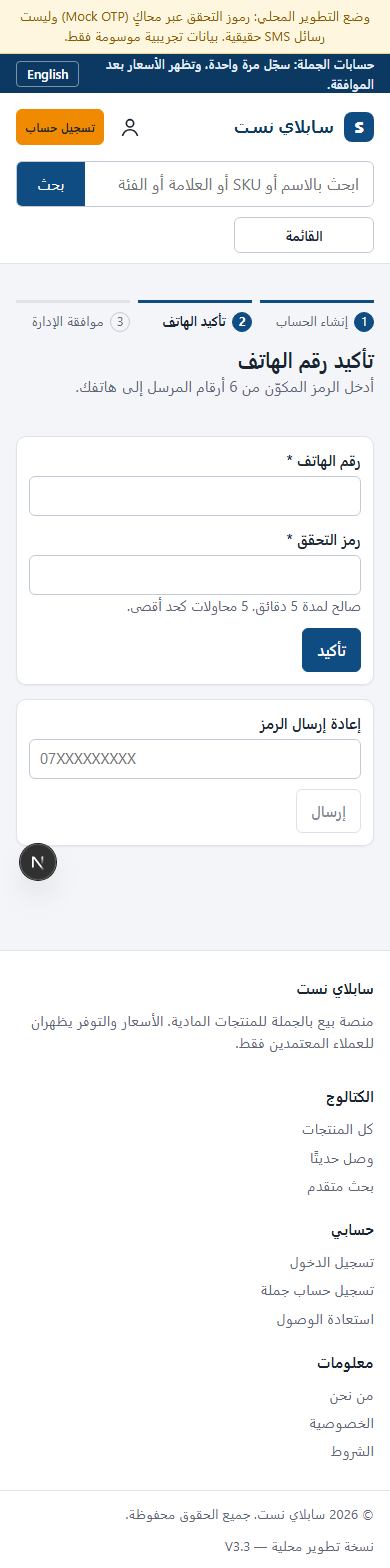 وضع التطوير المحلي: رموز التحقق عبر محاكٍ (Mock OTP) وليست
رسائل SMS حقيقية. بيانات تجريبية موسومة فقط.
حسابات الجملة: سجّل مرة واحدة، وتظهر الأسعار بعد
الموافقة.
English
سابلاي نست
S
تسجيل حساب
ابحث بالاسم أو SKU أو العلامة أو الفئة
بحث
القائمة
1 إنشاء الحساب
2 تأكيد الهاتف
3 موافقة الإدارة
تأكيد رقم الهاتف
أدخل الرمز المكوّن من 6 أرقام المرسل إلى هاتفك.
رقم الهاتف *
رمز التحقق *
صالح لمدة 5 دقائق. 5 محاولات كحد أقصى.
تأكيد
إعادة إرسال الرمز
07XXXXXXXXX
إرسال
N
سابلاي نست
منصة بيع بالجملة للمنتجات المادية. الأسعار والتوفر يظهران
للعملاء المعتمدين فقط.
الكتالوج
كل المنتجات
وصل حديثًا
بحث متقدم
حسابي
تسجيل الدخول
تسجيل حساب جملة
استعادة الوصول
معلومات
من نحن
الخصوصية
الشروط
© 2026 سابلاي نست. جميع الحقوق محفوظة.
نسخة تطوير محلية — V3.3